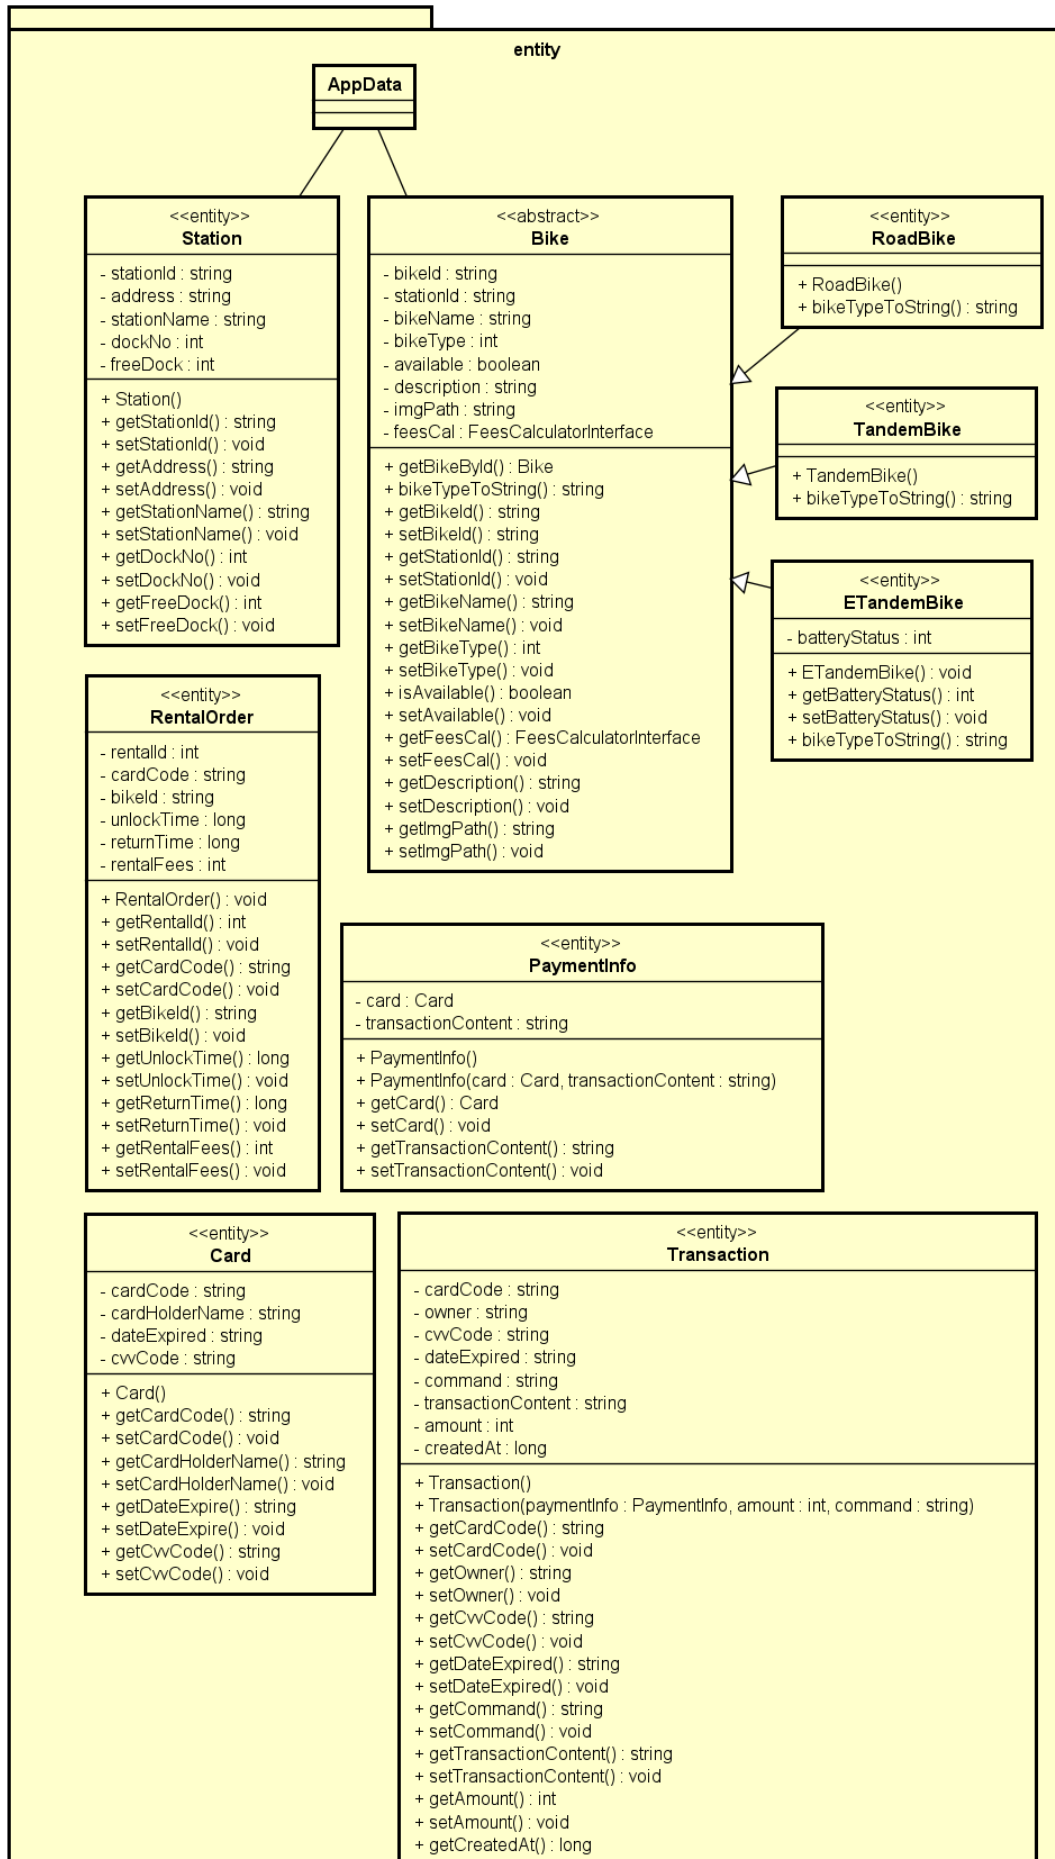 entity
AppData
<<entity>>
Station
- stationId : string
- address : string
- stationName : string
- dockNo : int
- freeDock : int
+ Station()
+ getStationId() : string
+ setStationId() : void
+ getAddress() : string
+ setAddress() : void
+ getStationName() : string
+ setStationName() : void
+ getDockNo() : int
+ setDockNo() : void
+ getFreeDock() : int
+ setFreeDock() : void
<<abstract>>
Bike
- bikeId : string
- stationId : string
- bikeName : string
- bikeType : int
- available : boolean
- description : string
- imgPath : string
- feesCal : FeesCalculatorInterface
+ getBikeById() : Bike
+ bikeTypeToString() : string
+ getBikeId() : string
+ setBikeId() : string
+ getStationId() : string
+ setStationId() : void
+ getBikeName() : string
+ setBikeName() : void
+ getBikeType() : int
+ setBikeType() : void
+ isAvailable() : boolean
+ setAvailable() : void
+ getFeesCal() : FeesCalculatorInterface
+ setFeesCal() : void
+ getDescription() : string
+ setDescription() : void
+ getImgPath() : string
+ setImgPath() : void
<<entity>>
RoadBike
+ RoadBike()
+ bikeTypeToString() : string
<<entity>>
TandemBike
+ TandemBike()
+ bikeTypeToString() : string
<<entity>>
ETandemBike
- batteryStatus : int
+ ETandemBike() : void
+ getBatteryStatus() : int
+ setBatteryStatus() : void
+ bikeTypeToString() : string
<<entity>>
RentalOrder
- rentalId : int
- cardCode : string
- bikeId : string
- unlockTime : long
- returnTime : long
- rentalFees : int
+ RentalOrder() : void
+ getRentalId() : int
+ setRentalId() : void
+ getCardCode() : string
+ setCardCode() : void
+ getBikeId() : string
+ setBikeId() : void
+ getUnlockTime() : long
+ setUnlockTime() : void
+ getReturnTime() : long
+ setReturnTime() : void
+ getRentalFees() : int
+ setRentalFees() : void
<<entity>>
PaymentInfo
- card : Card
- transactionContent : string
+ PaymentInfo()
+ PaymentInfo(card : Card, transactionContent : string)
+ getCard() : Card
+ setCard() : void
+ getTransactionContent() : string
+ setTransactionContent() : void
<<entity>>
Card
- cardCode : string
- cardHolderName : string
- dateExpired : string
- cvvCode : string
+ Card()
+ getCardCode() : string
+ setCardCode() : void
+ getCardHolderName() : string
+ setCardHolderName() : void
+ getDateExpire() : string
+ setDateExpire() : void
+ getCvvCode() : string
+ setCvvCode() : void
<<entity>>
Transaction
- cardCode : string
- owner : string
- cvvCode : string
- dateExpired : string
- command : string
- transactionContent : string
- amount : int
- createdAt : long
+ Transaction()
+ Transaction(paymentInfo : PaymentInfo, amount : int, command : string)
+ getCardCode() : string
+ setCardCode() : void
+ getOwner() : string
+ setOwner() : void
+ getCvvCode() : string
+ setCvvCode() : void
+ getDateExpired() : string
+ setDateExpired() : void
+ getCommand() : string
+ setCommand() : void
+ getTransactionContent() : string
+ setTransactionContent() : void
+ getAmount() : int
+ setAmount() : void
+ getCreatedAt() : long